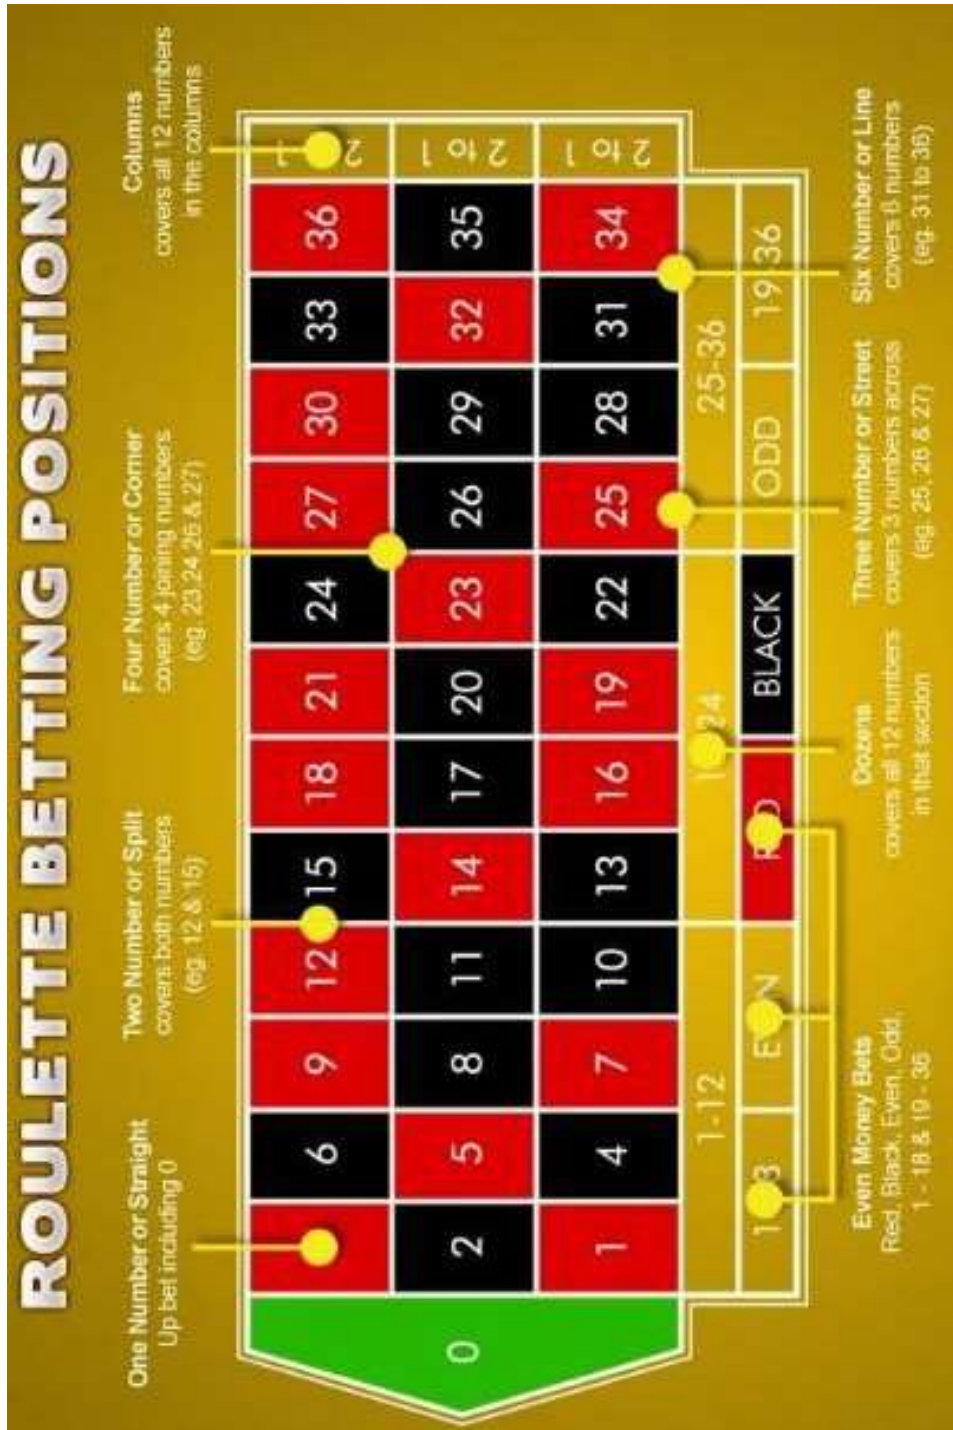 ROULETTE BETTING POSITIONS
One Number or Straight
Up bet including 0
Two Number or Split
covers both numbers
(eg. 12 & 15)
Four Number or Corner
covers 4 joining numbers
(eg. 23,24,26 & 27)
Columns
covers all 12 numbers
in the columns
6 9 12 15 18 21 24 27 30 33 36
0 2 5 8 11 14 17 20 23 26 29 32 35 2 to 1
1 4 7 10 13 16 19 22 25 28 31 34 2 to 1
1-12 25-36
BLACK ODD 19-36
Even Money Bets
Red, Black, Even, Odd,
1 - 18 & 19 - 36
Dozens
covers all 12 numbers
in that section
Three Number or Street
covers 3 numbers across
(eg. 25, 26 & 27)
Six Number or Line
covers 6 numbers
(eg. 31 to 36)